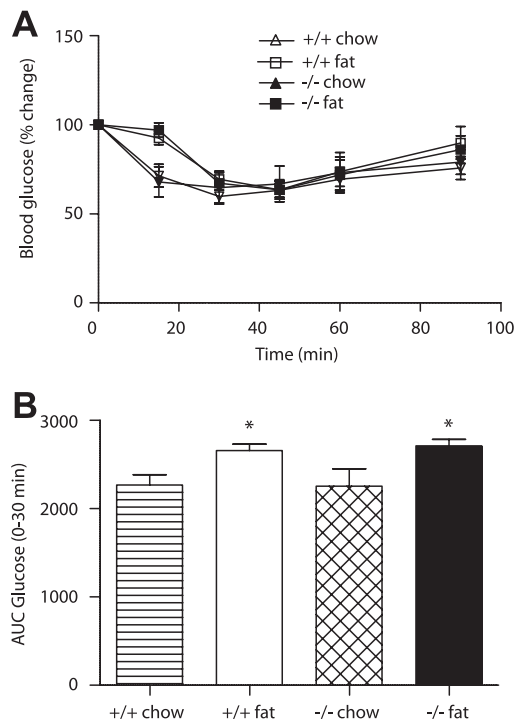 A
150
100
50
0
Blood glucose (% change)
+/+ chow
+/+ fat
-/- chow
-/- fat
0 20 40 60 80 100
Time (min)
B
3000
2000
1000
0
AUC Glucose (0-30 min)
* *
+/+ chow +/+ fat -/- chow -/- fat